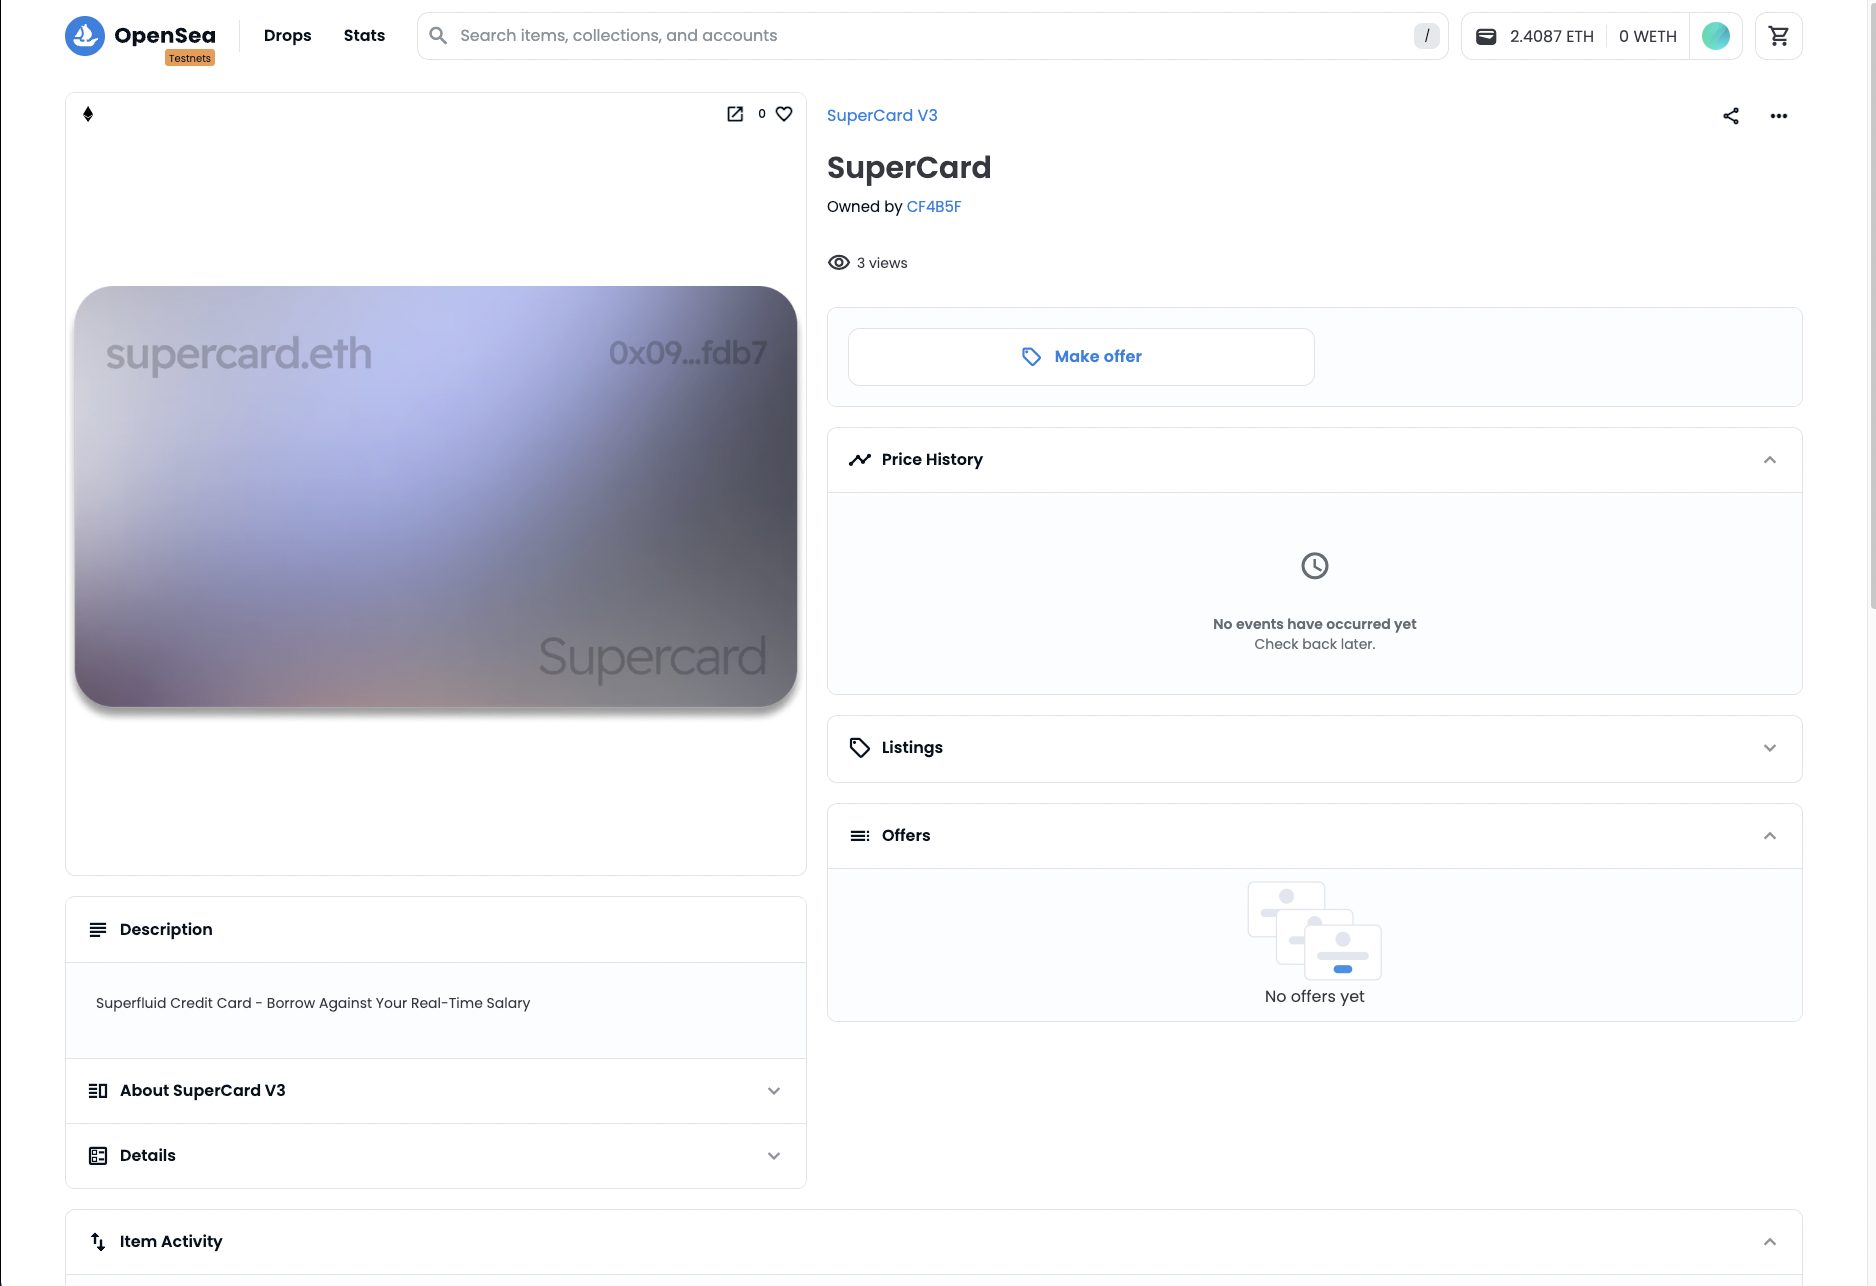 OpenSea
Testnets
Drops
Stats
Search items, collections, and accounts
/
2.4087 ETH
0 WETH
0
supercard.eth
0x09...fdb7
Supercard
SuperCard V3
SuperCard
Owned by CF4B5F
3 views
Make offer
Price History
No events have occurred yet
Check back later.
Listings
Offers
No offers yet
Description
Superfluid Credit Card - Borrow Against Your Real-Time Salary
About SuperCard V3
Details
Item Activity